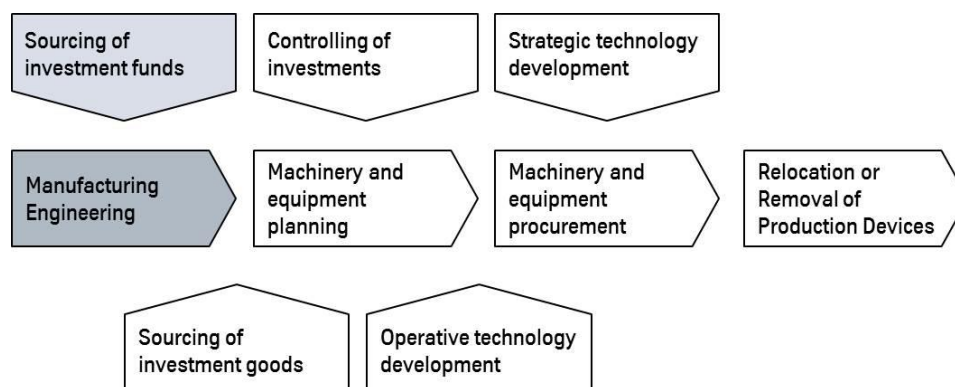 Sourcing of
investment funds
Controlling of
investments
Strategic technology
development
Manufacturing
Engineering
Machinery and
equipment
planning
Machinery and
equipment
procurement
Relocation or
Removal of
Production Devices
Sourcing of
investment goods
Operative technology
development